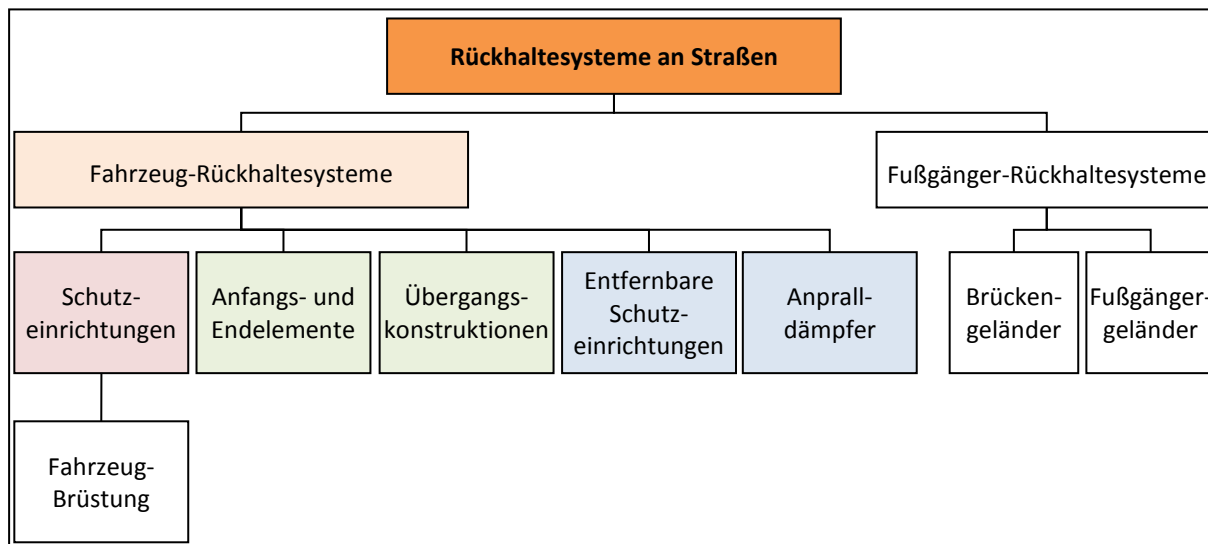 Rückhaltesysteme an Straßen
Fahrzeug-Rückhaltesysteme
Fußgänger-Rückhaltesysteme
Schutz-
einrichtungen
Anfangs- und
Endelemente
Übergangs-
konstruktionen
Entfernbare
Schutz-
einrichtungen
Anprall-
dämpfer
Brücken-
geländer
Fußgänger-
geländer
Fahrzeug-
Brüstung